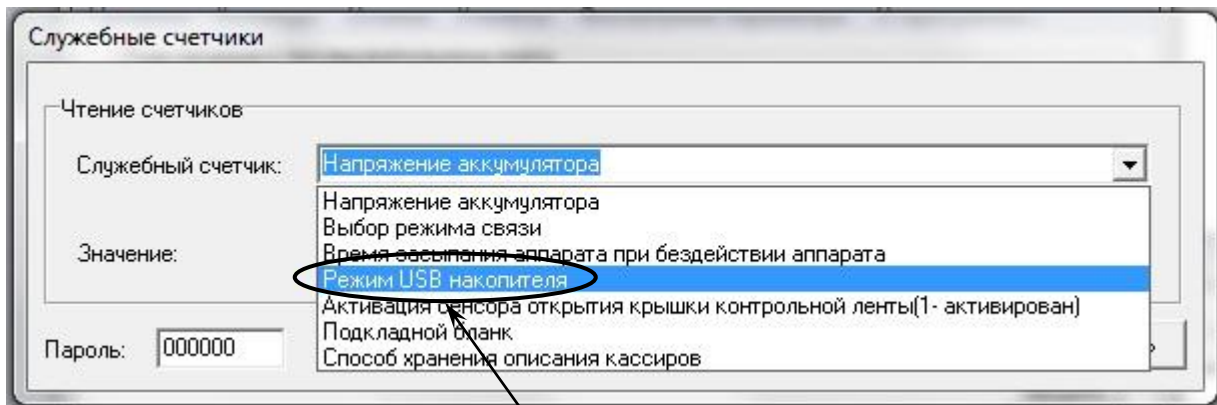 Служебные счетчики
Чтение счетчиков
Служебный счетчик:
Напряжение аккумулятора
Напряжение аккумулятора
Выбор режима связи
Значение:
Время засыпания аппарата при бездействии аппарата
Режим USB накопителя
Активация сенсора открытия крышки контрольной ленты(1- активирован)
Подкладной бланк
Пароль:
000000
Способ хранения описания кассиров